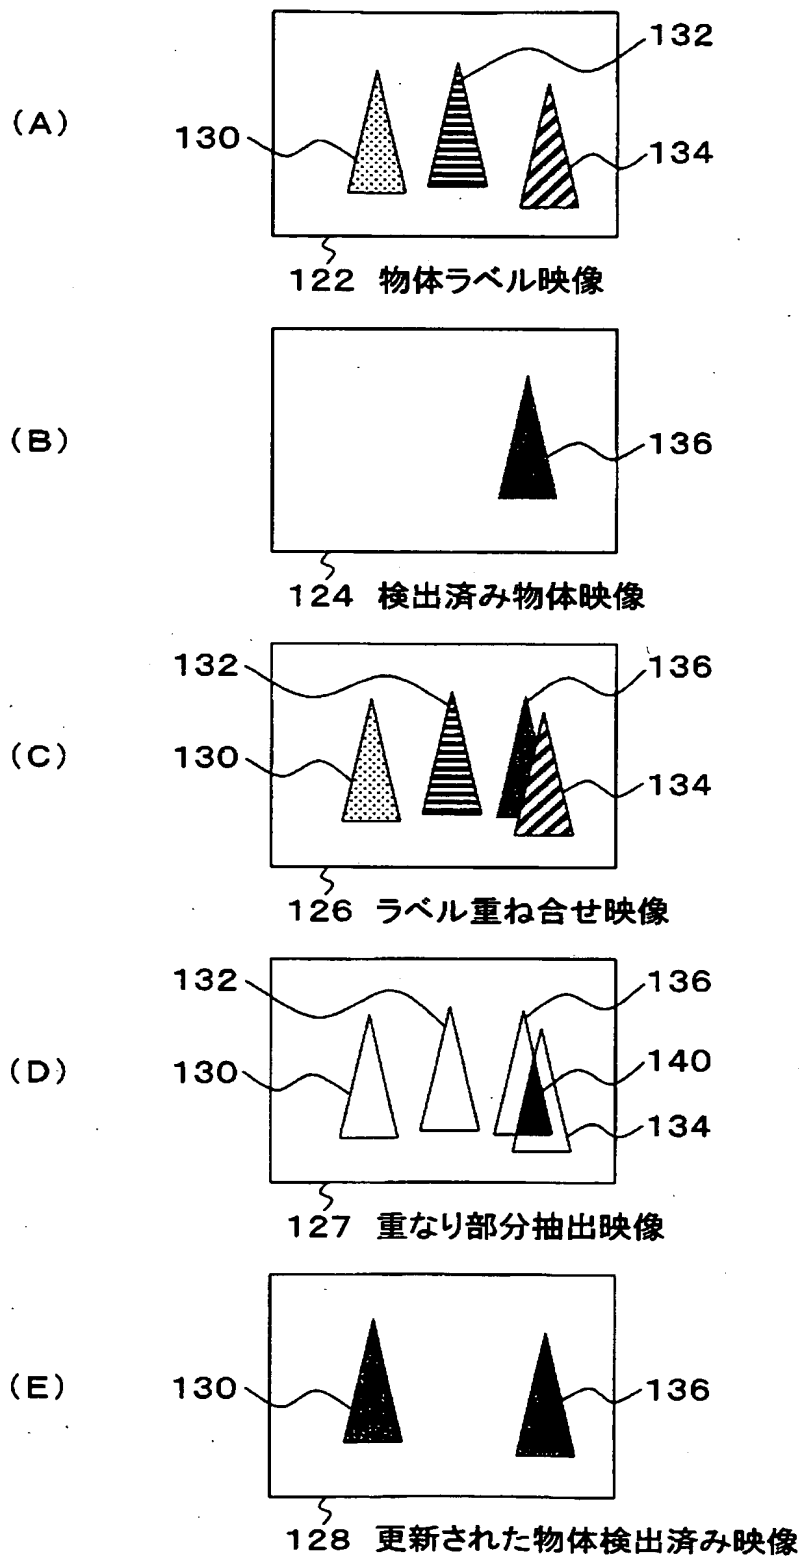 (A)
132
130
134
122 物体ラベル映像
(B)
136
124 検出済み物体映像
132
136
(C)
130
134
126 ラベル重ね合せ映像
132
136
(D)
130
140
134
127 重なり部分抽出映像
(E)
130
136
128 更新された物体検出済み映像